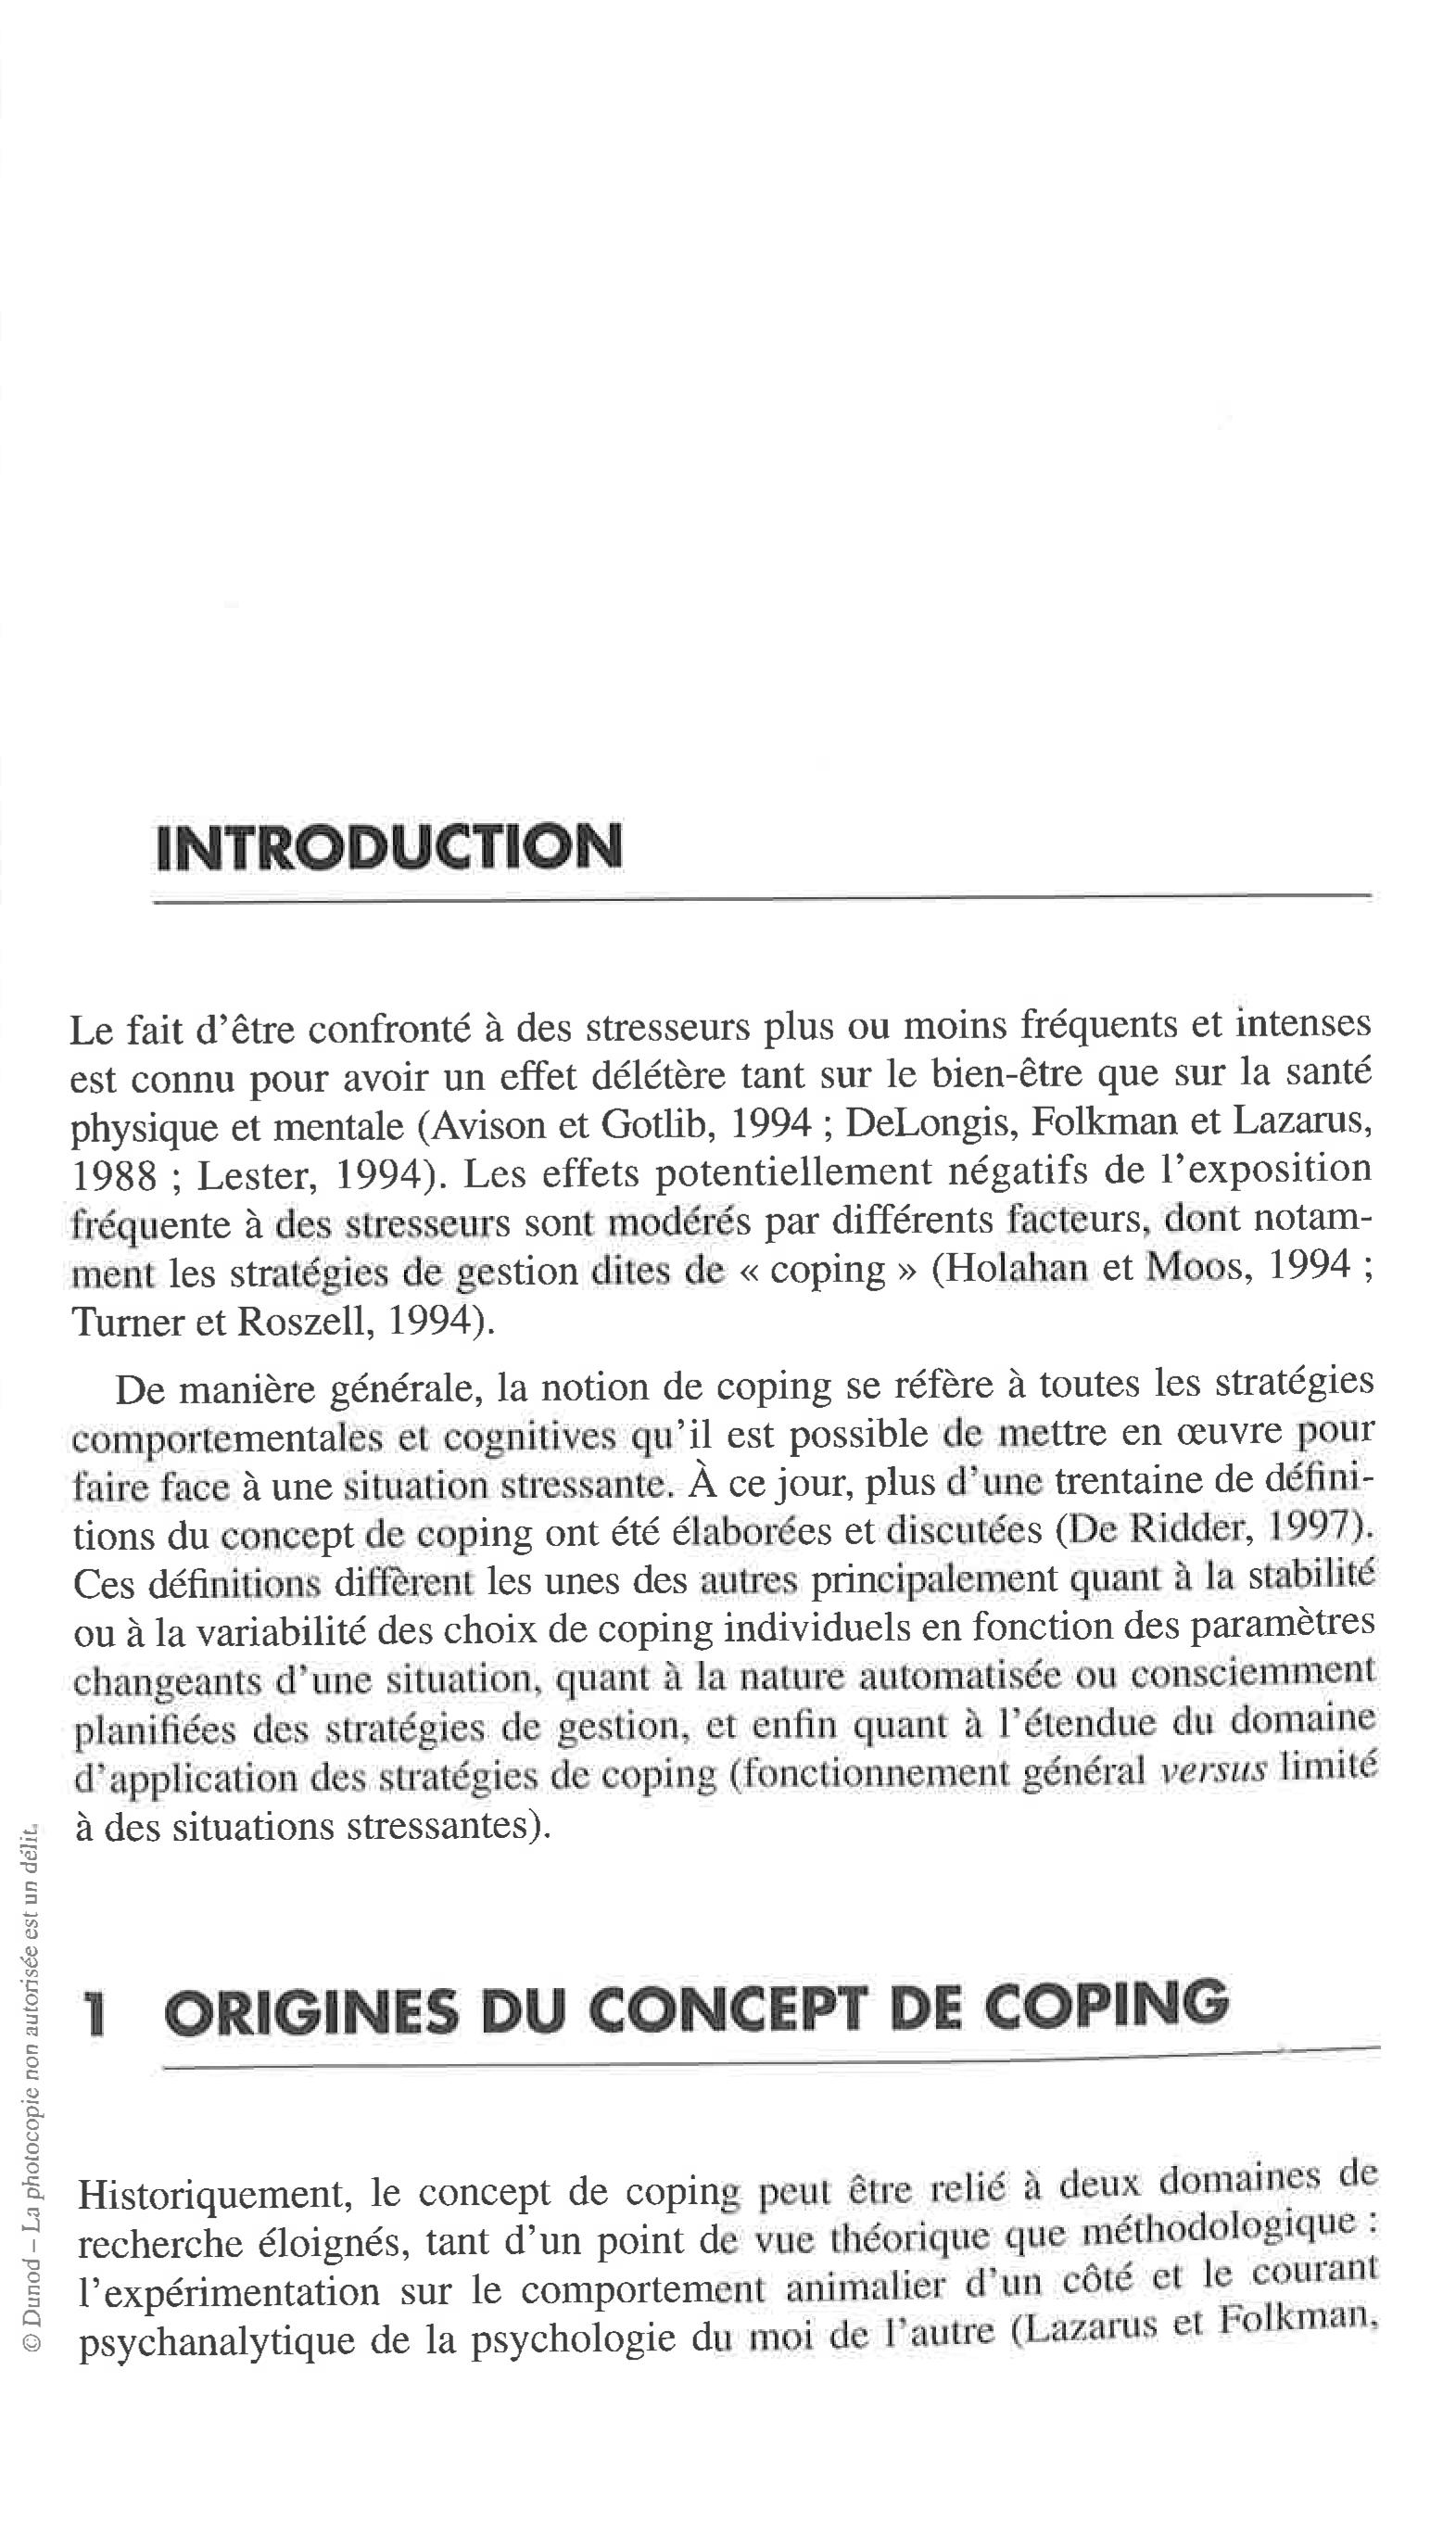 INTRODUCTION
Le fait d'être confronté à des stresseurs plus ou moins fréquents et intenses
est connu pour avoir un effet délétère tant sur le bien-être que sur la santé
physique et mentale (Avison et Gotlib, 1994 ; DeLongis, Folkman et Lazarus,
1988 ; Lester, 1994). Les effets potentiellement négatifs de l'exposition
fréquente à des stresseurs sont modérés par différents facteurs, dont notam-
ment les stratégies de gestion dites de « coping » (Holahan et Moos, 1994 ;
Turner et Roszell, 1994).
De manière générale, la notion de coping se réfère à toutes les stratégies
comportementales et cognitives qu'il est possible de mettre en œuvre pour
faire face à une situation stressante. À ce jour, plus d'une trentaine de défini-
tions du concept de coping ont été élaborées et discutées (De Ridder, 1997).
Ces définitions diffèrent les unes des autres principalement quant à la stabilité
ou à la variabilité des choix de coping individuels en fonction des paramètres
changeants d'une situation, quant à la nature automatisée ou consciemment
planifiées des stratégies de gestion, et enfin quant à l'étendue du domaine
d'application des stratégies de coping (fonctionnement général versus limité
à des situations stressantes).
1 ORIGINES DU CONCEPT DE COPING
Historiquement, le concept de coping peut être relié à deux domaines de
recherche éloignés, tant d'un point de vue théorique que méthodologique :
l'expérimentation sur le comportement animalier d'un côté et le courant
psychanalytique de la psychologie du moi de l'autre (Lazarus et Folkman,
© Dunod – La photocopie non autorisée est un délit.